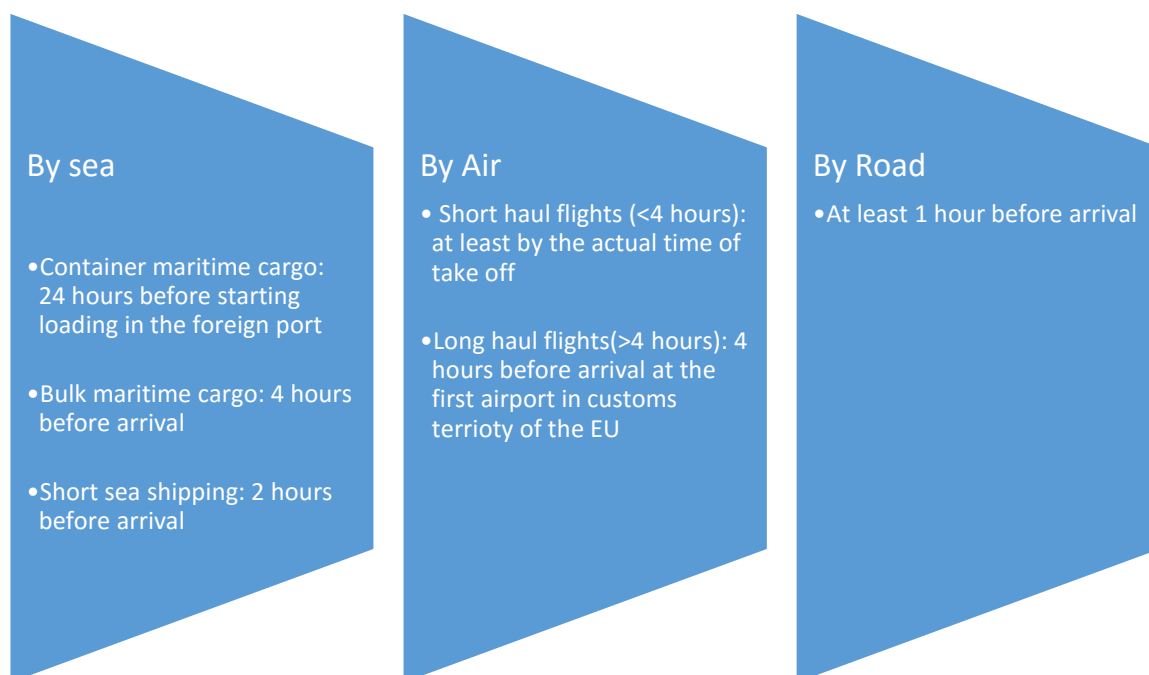 By sea
•Container maritime cargo:
24 hours before starting
loading in the foreign port
•Bulk maritime cargo: 4 hours
before arrival
•Short sea shipping: 2 hours
before arrival
By Air
• Short haul flights (<4 hours):
at least by the actual time of
take off
•Long haul flights(>4 hours): 4
hours before arrival at the
first airport in customs
terrioty of the EU
By Road
•At least 1 hour before arrival